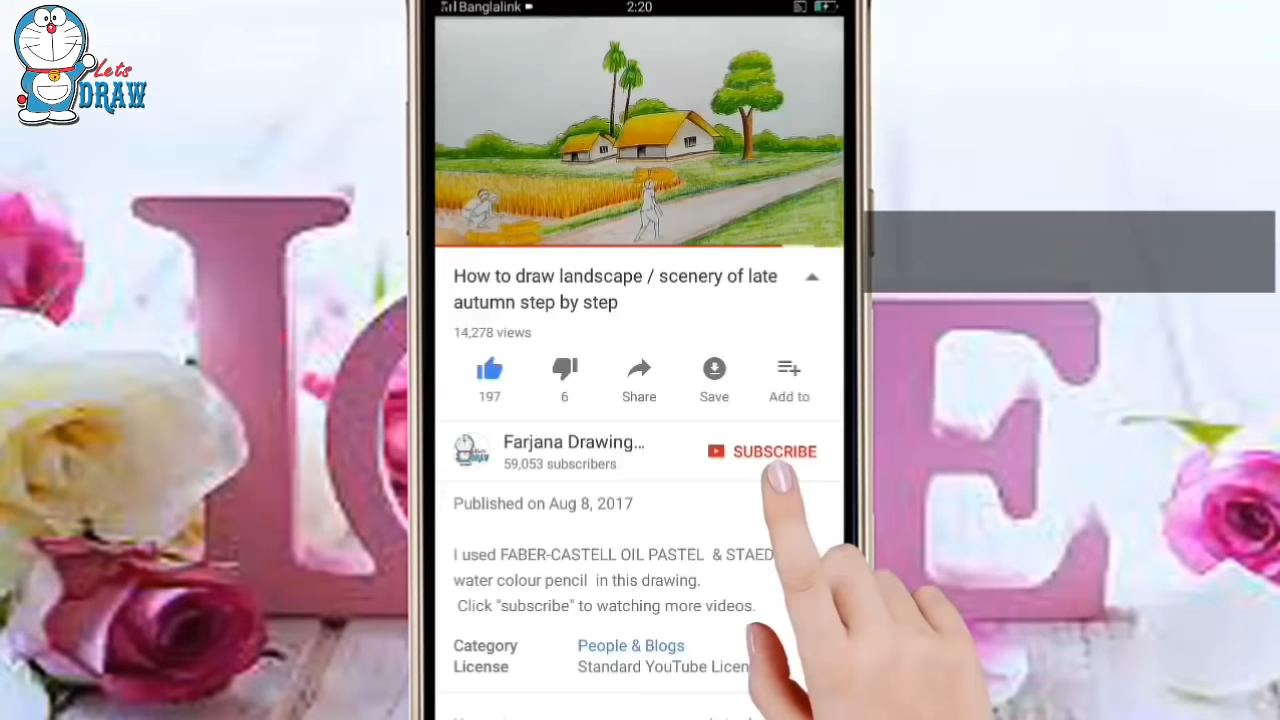 Banglalink
2:20
Lets
DRAW
How to draw landscape / scenery of late
autumn step by step
14,278 views
197
6
Share
Save
Add to
Farjana Drawing...
59,053 subscribers
SUBSCRIBE
Published on Aug 8, 2017
I used FABER-CASTELL OIL PASTEL & STAED
water colour pencil in this drawing.
Click "subscribe" to watching more videos.
Category
People & Blogs
License
Standard YouTube Licen